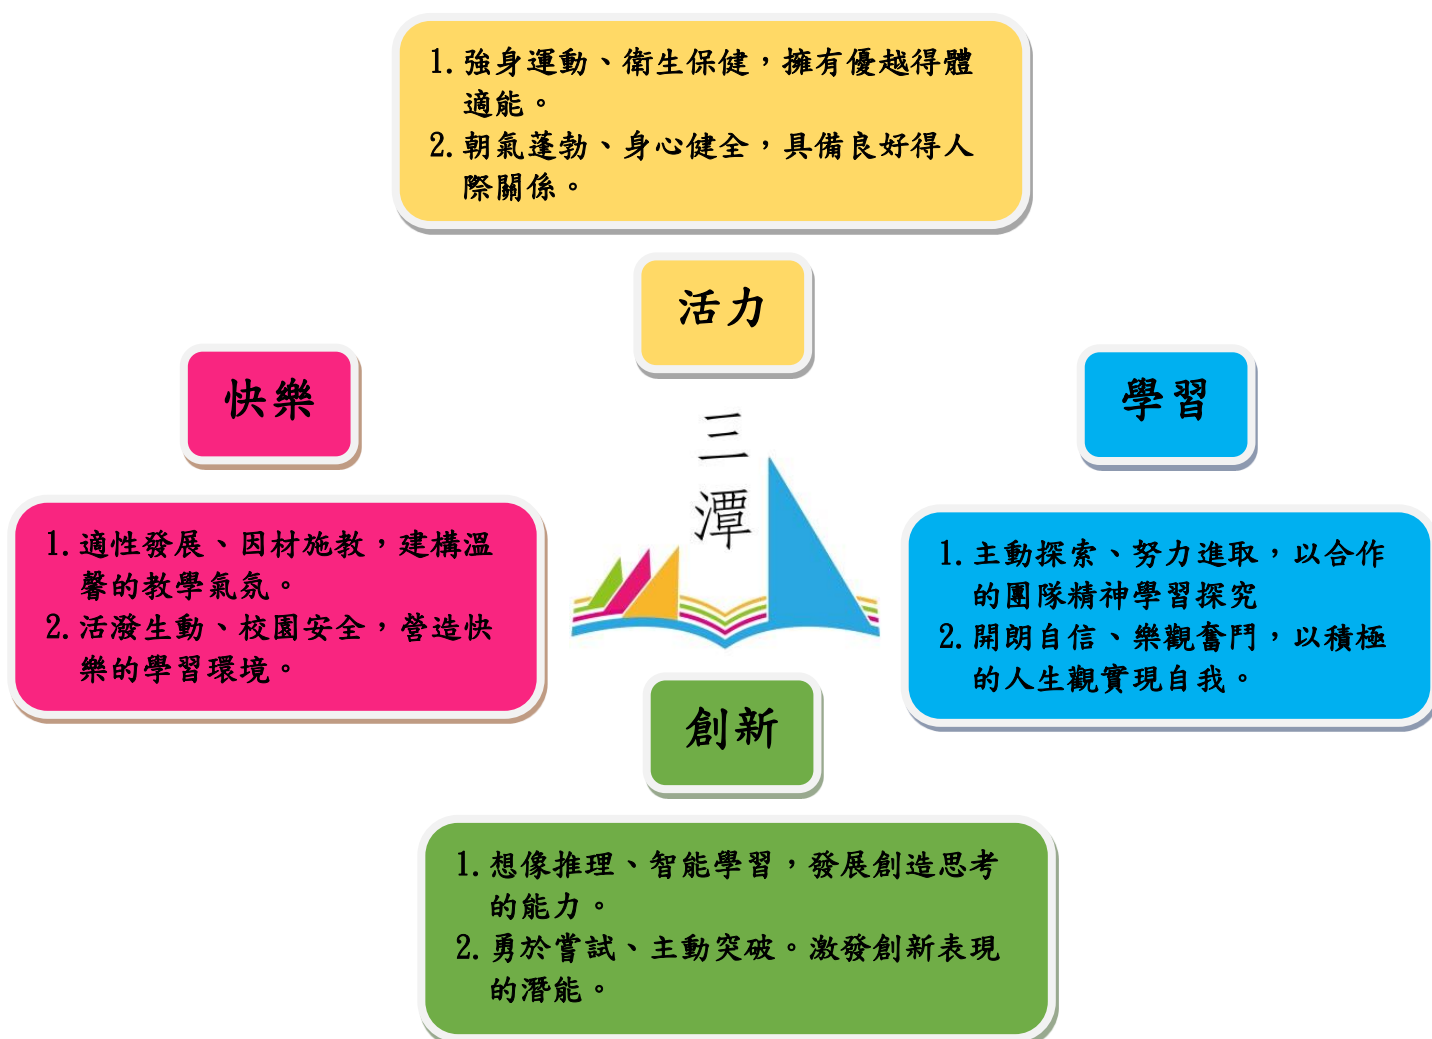 1. 強身運動、衛生保健，擁有優越得體
適能。
2. 朝氣蓬勃、身心健全，具備良好得人
際關係。
活力
快樂
學習
三
潭
1. 適性發展、因材施教，建構溫
馨的教學氣氛。
2. 活潑生動、校園安全，營造快
樂的學習環境。
1. 主動探索、努力進取，以合作
的團隊精神學習探究
2. 開朗自信、樂觀奮鬥，以積極
的人生觀實現自我。
創新
1. 想像推理、智能學習，發展創造思考
的能力。
2. 勇於嘗試、主動突破。激發創新表現
的潛能。